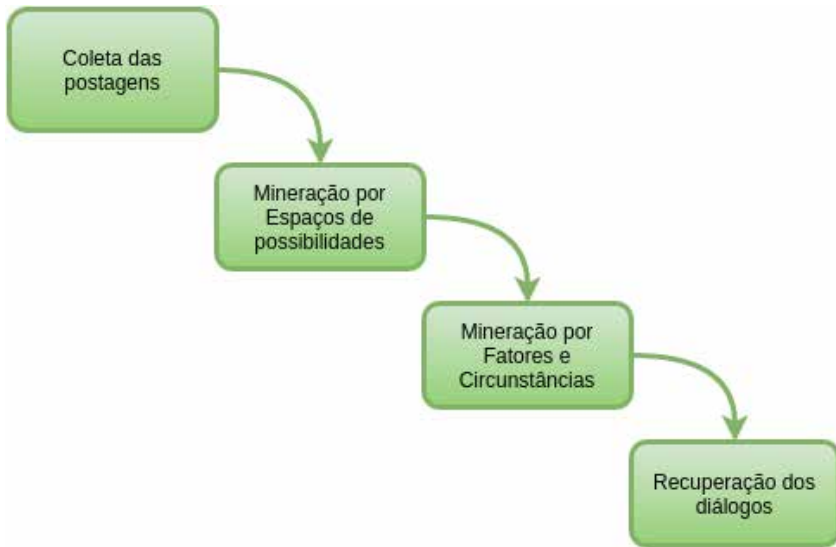 Coleta das
postagens
Mineração por
Espaços de
possibilidades
Mineração por
Fatores e
Circunstâncias
Recuperação dos
diálogos